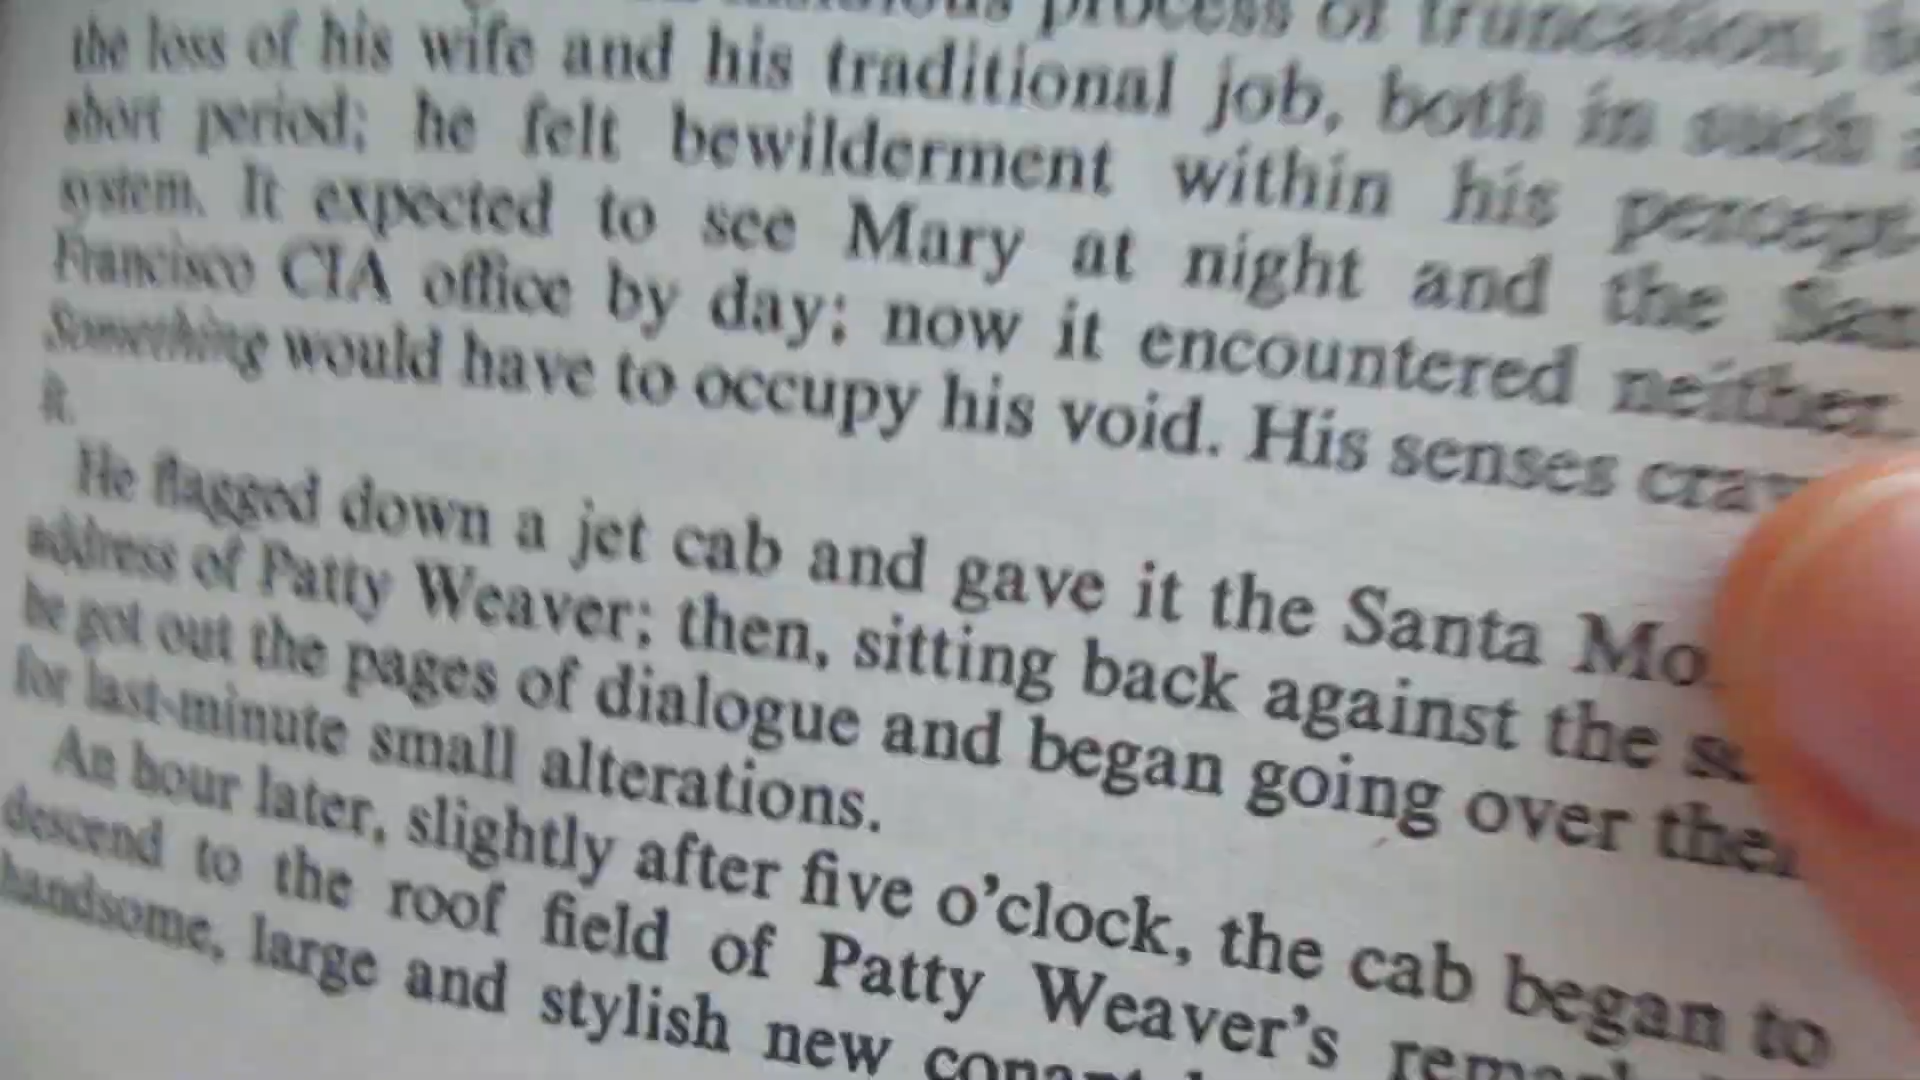 process of truncation,
the loss of his wife and his traditional job, both in such
short period; he felt bewilderment within his percept-
system. It expected to see Mary at night and the San
Francisco CIA office by day; now it encountered neither.
Something would have to occupy his void. His senses
it.
He flagged down a jet cab and gave it the Santa
address of Patty Weaver; then, sitting back against the
he got out the pages of dialogue and began going over
for last-minute small alterations.
An hour later, slightly after five o'clock, the cab began to
descend to the roof field of Patty Weaver's
handsome, large and stylish new